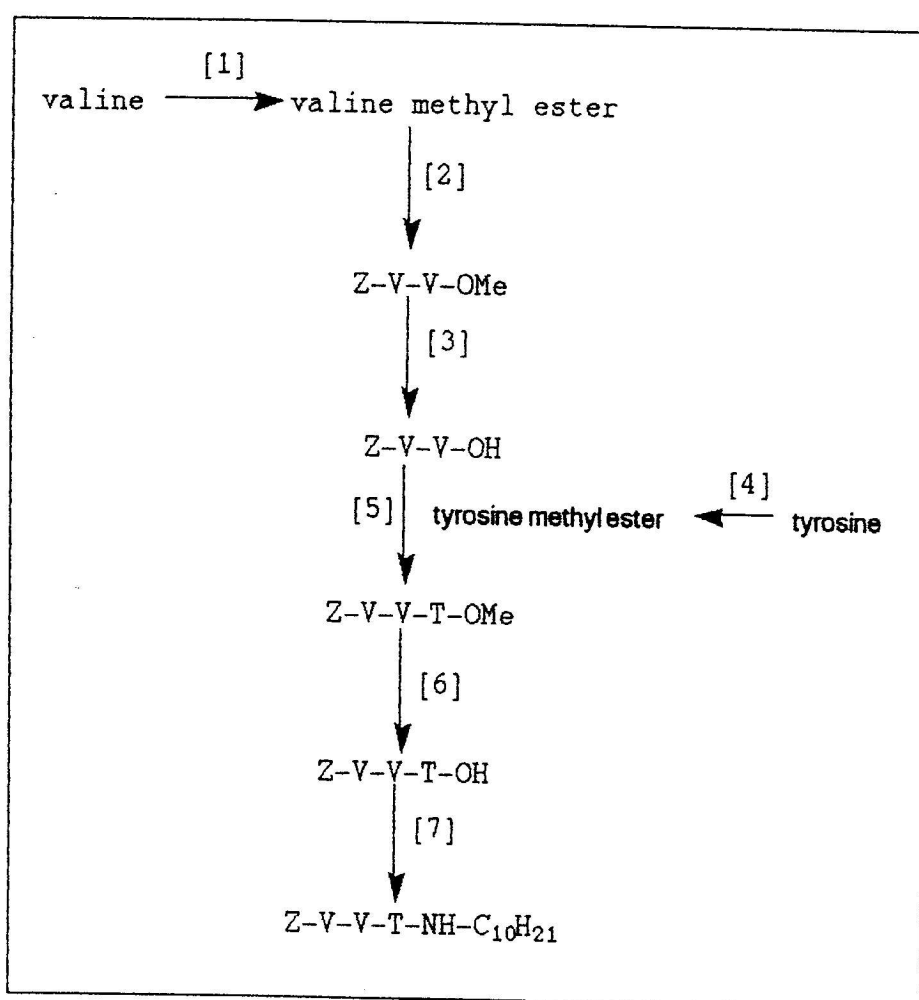 [1]
valine valine methyl ester
[2]
Z-V-V-OMe
[3]
Z-V-V-OH
[4]
[5] tyrosine methyl ester tyrosine
Z-V-V-T-OMe
[6]
Z-V-V-T-OH
[7]
Z-V-V-T-NH-C₁₀H₂₁